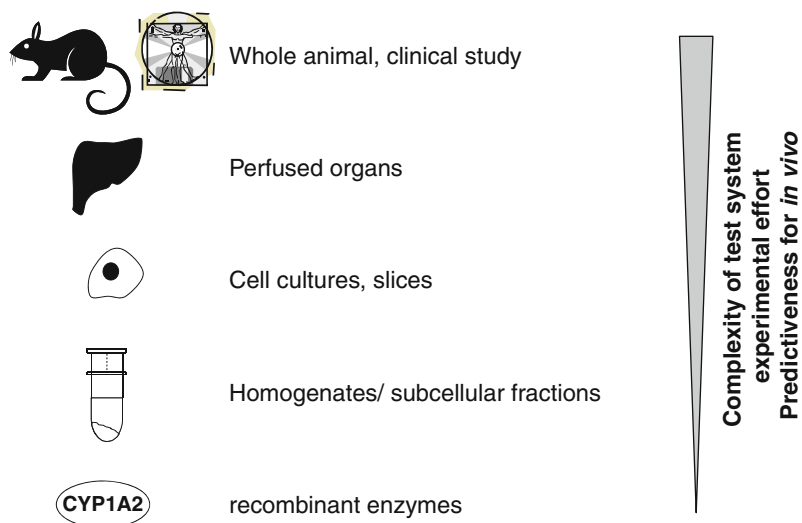 Whole animal, clinical study
Perfused organs
Cell cultures, slices
Homogenates/ subcellular fractions
CYP1A2
recombinant enzymes
Complexity of test system
experimental effort
Predictiveness for in vivo